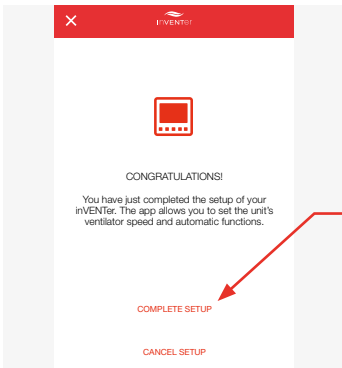 inVENTer
CONGRATULATIONS!
You have just completed the setup of your
inVENTer. The app allows you to set the unit's
ventilator speed and automatic functions.
COMPLETE SETUP
CANCEL SETUP